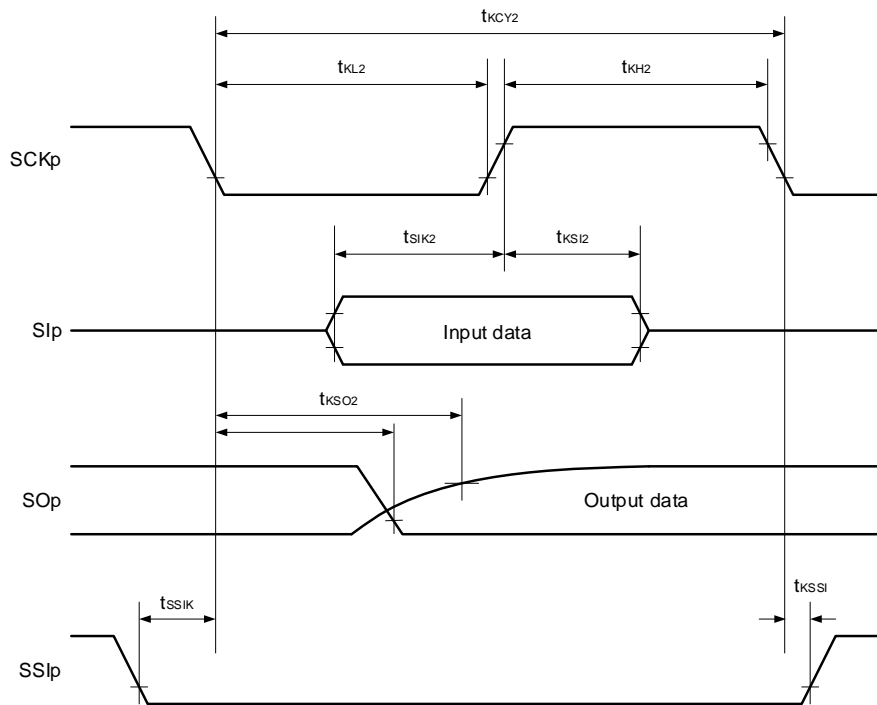 tKCY2
tKL2
tKH2
SCKp
tSIK2
tKSI2
SIp
Input data
tKSO2
SOp
Output data
tSSIK
tKSSI
SSIp